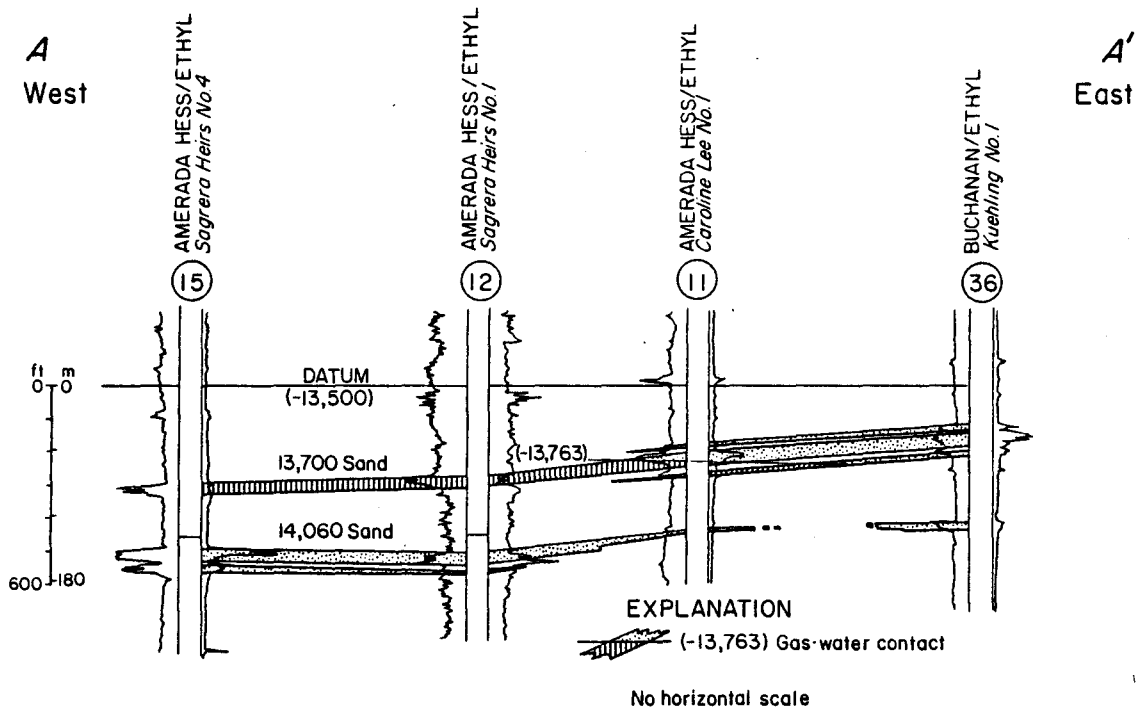 A
West
A'
East
AMERADA HESS/ETHYL
Sagrera Heirs No.4
AMERADA HESS/ETHYL
Sagrera Heirs No.1
AMERADA HESS/ETHYL
Caroline Lee No.1
BUCHANAN/ETHYL
Kuehling No.1
15
12
11
36
ft m
0 0
DATUM
(-13,500)
13,700 Sand
(-13,763)
14,060 Sand
600 180
EXPLANATION
(-13,763) Gas-water contact
No horizontal scale